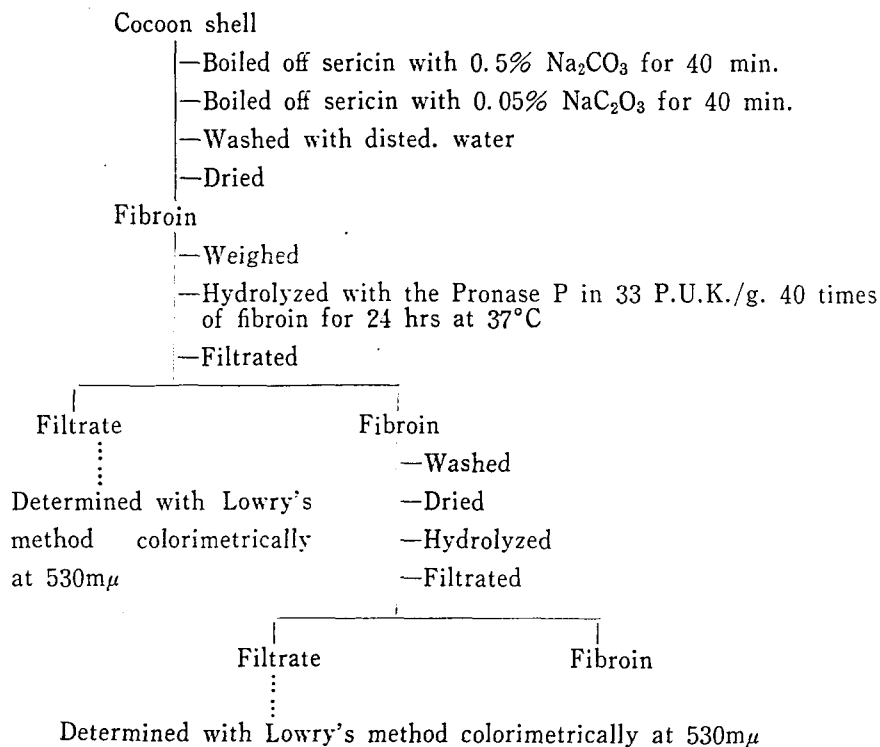 Cocoon shell
—Boiled off sericin with 0.5% Na₂CO₃ for 40 min.
—Boiled off sericin with 0.05% NaC₂O₃ for 40 min.
—Washed with disted. water
—Dried
Fibroin
—Weighed
—Hydrolyzed with the Pronase P in 33 P.U.K./g. 40 times
of fibroin for 24 hrs at 37°C
—Filtrated
Filtrate
Determined with Lowry's
method colorimetrically
at 530mμ
Fibroin
—Washed
—Dried
—Hydrolyzed
—Filtrated
Filtrate
Fibroin
Determined with Lowry's method colorimetrically at 530mμ